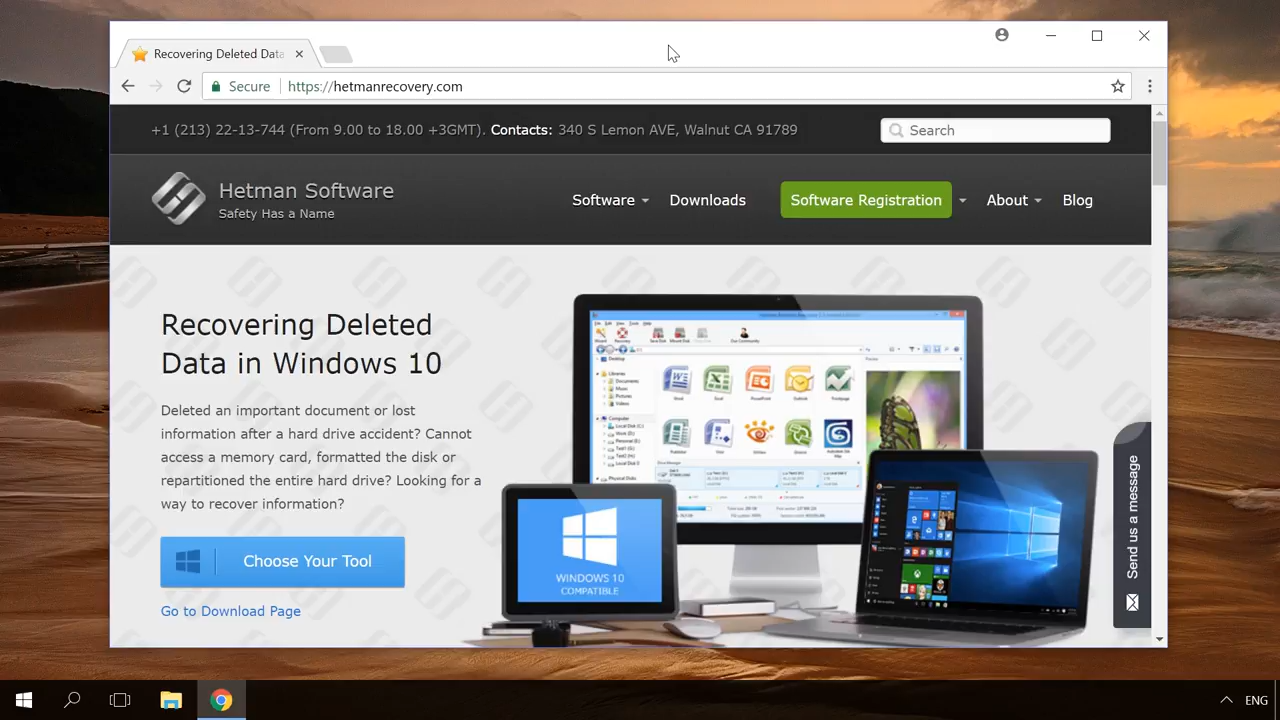 Recovering Deleted Data
Secure
https://hetmanrecovery.com
+1 (213) 22-13-744 (From 9.00 to 18.00 +3GMT). Contacts: 340 S Lemon AVE, Walnut CA 91789
Search
Hetman Software
Safety Has a Name
Software
Downloads
Software Registration
About
Blog
Recovering Deleted
Data in Windows 10
Deleted an important document or lost
information after a hard drive accident? Cannot
acess a memory card, formatted the disk or
repartitioned the entire hard drive? Looking for a
way to recover information?
Choose Your Tool
Go to Download Page
WINDOWS 10
COMPATIBLE
Send us a message
ENG